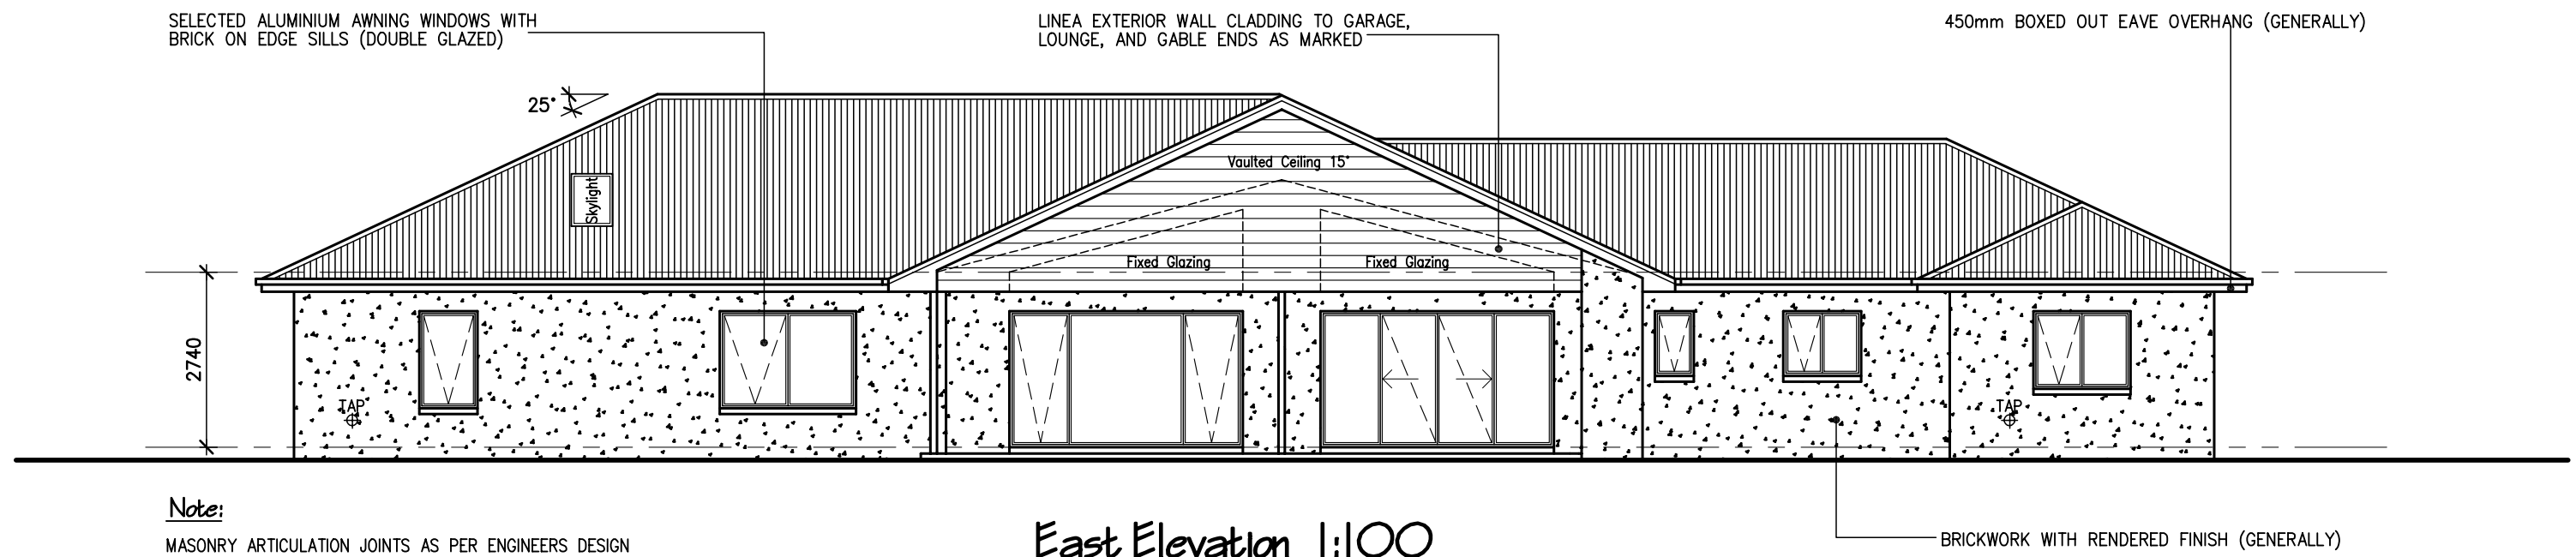 SELECTED ALUMINIUM AWNING WINDOWS WITH
BRICK ON EDGE SILLS (DOUBLE GLAZED)
LINEA EXTERIOR WALL CLADDING TO GARAGE,
LOUNGE, AND GABLE ENDS AS MARKED
450mm BOXED OUT EAVE OVERHANG (GENERALLY)
25°
Vaulted Ceiling 15°
Skylight
Fixed Glazing
Fixed Glazing
2740
TAP
TAP
Note:
MASONRY ARTICULATION JOINTS AS PER ENGINEERS DESIGN
East Elevation 1:100
BRICKWORK WITH RENDERED FINISH (GENERALLY)